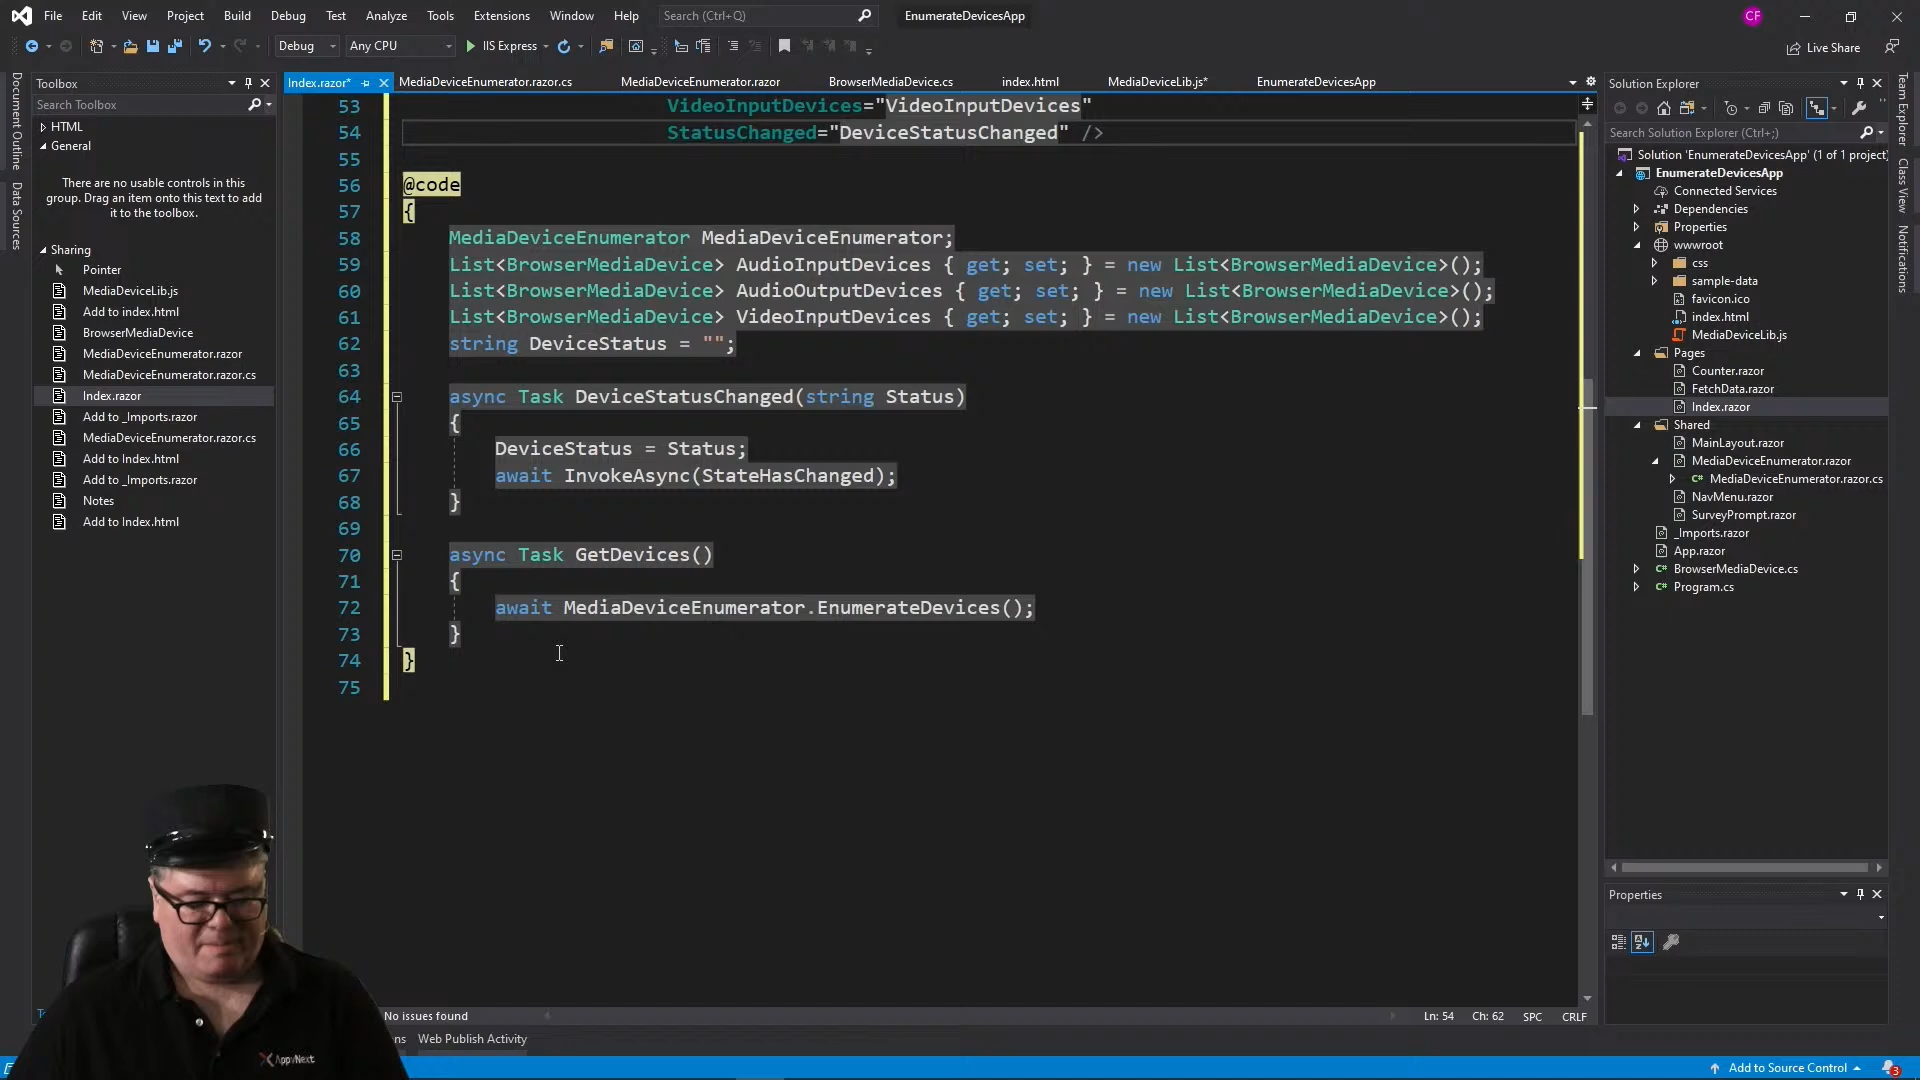 File Edit View Project Build Debug Test Analyze Tools Extensions Window Help Search (Ctrl+Q) EnumerateDevicesApp CF
Debug Any CPU IIS Express Live Share
Toolbox
Search Toolbox
HTML
General
There are no usable controls in this
group. Drag an item onto this text to add
it to the toolbox.
Sharing
Pointer
MediaDeviceLib.js
Add to index.html
BrowserMediaDevice
MediaDeviceEnumerator.razor
MediaDeviceEnumerator.razor.cs
Index.razor
Add to _Imports.razor
MediaDeviceEnumerator.razor.cs
Add to Index.html
Add to _Imports.razor
Notes
Add to Index.html
Document Outline
Data Sources
Index.razor* MediaDeviceEnumerator.razor.cs MediaDeviceEnumerator.razor BrowserMediaDevice.cs index.html MediaDeviceLib.js* EnumerateDevicesApp
53 VideoInputDevices="VideoInputDevices"
54 StatusChanged="DeviceStatusChanged" />
55
56 @code
57 {
58 MediaDeviceEnumerator MediaDeviceEnumerator;
59 List<BrowserMediaDevice> AudioInputDevices { get; set; } = new List<BrowserMediaDevice>();
60 List<BrowserMediaDevice> AudioOutputDevices { get; set; } = new List<BrowserMediaDevice>();
61 List<BrowserMediaDevice> VideoInputDevices { get; set; } = new List<BrowserMediaDevice>();
62 string DeviceStatus = "";
63
64 async Task DeviceStatusChanged(string Status)
65 {
66 DeviceStatus = Status;
67 await InvokeAsync(StateHasChanged);
68 }
69
70 async Task GetDevices()
71 {
72 await MediaDeviceEnumerator.EnumerateDevices();
73 }
74 }
75
No issues found Ln: 54 Ch: 62 SPC CRLF
Web Publish Activity
Solution Explorer
Search Solution Explorer (Ctrl+;)
Solution 'EnumerateDevicesApp' (1 of 1 project)
EnumerateDevicesApp
Connected Services
Dependencies
Properties
wwwroot
css
sample-data
favicon.ico
index.html
MediaDeviceLib.js
Pages
Counter.razor
FetchData.razor
Index.razor
Shared
MainLayout.razor
MediaDeviceEnumerator.razor
MediaDeviceEnumerator.razor.cs
NavMenu.razor
SurveyPrompt.razor
_Imports.razor
App.razor
BrowserMediaDevice.cs
Program.cs
Properties
Team Explorer
Class View
Notifications
AppvNext
Add to Source Control 3